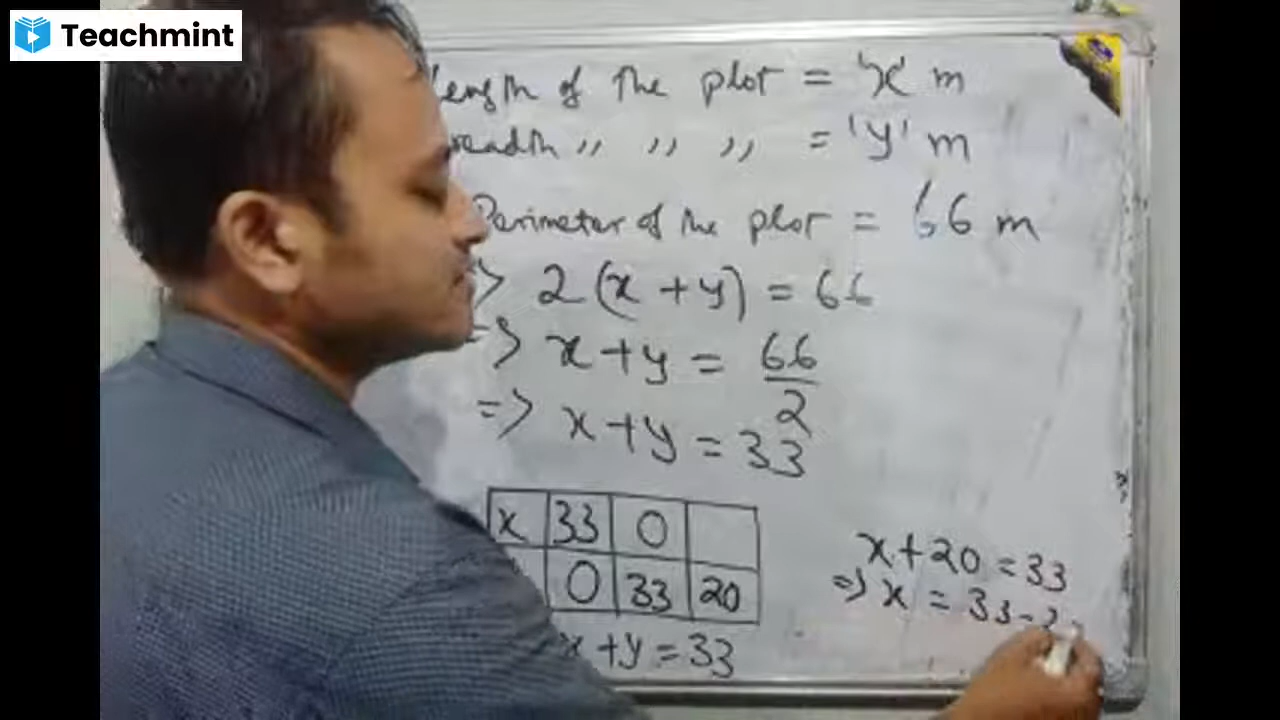 Teachmint
Length of the plot = 'x' m
readth ,, ,, ,, = 'y' m
Perimeter of the plot = 66 m
=> 2(x+y) = 66
=> x+y = 66/2
=> x+y = 33
x 33 0
0 33 20
x+y=33
x+20=33
=> x = 33-2